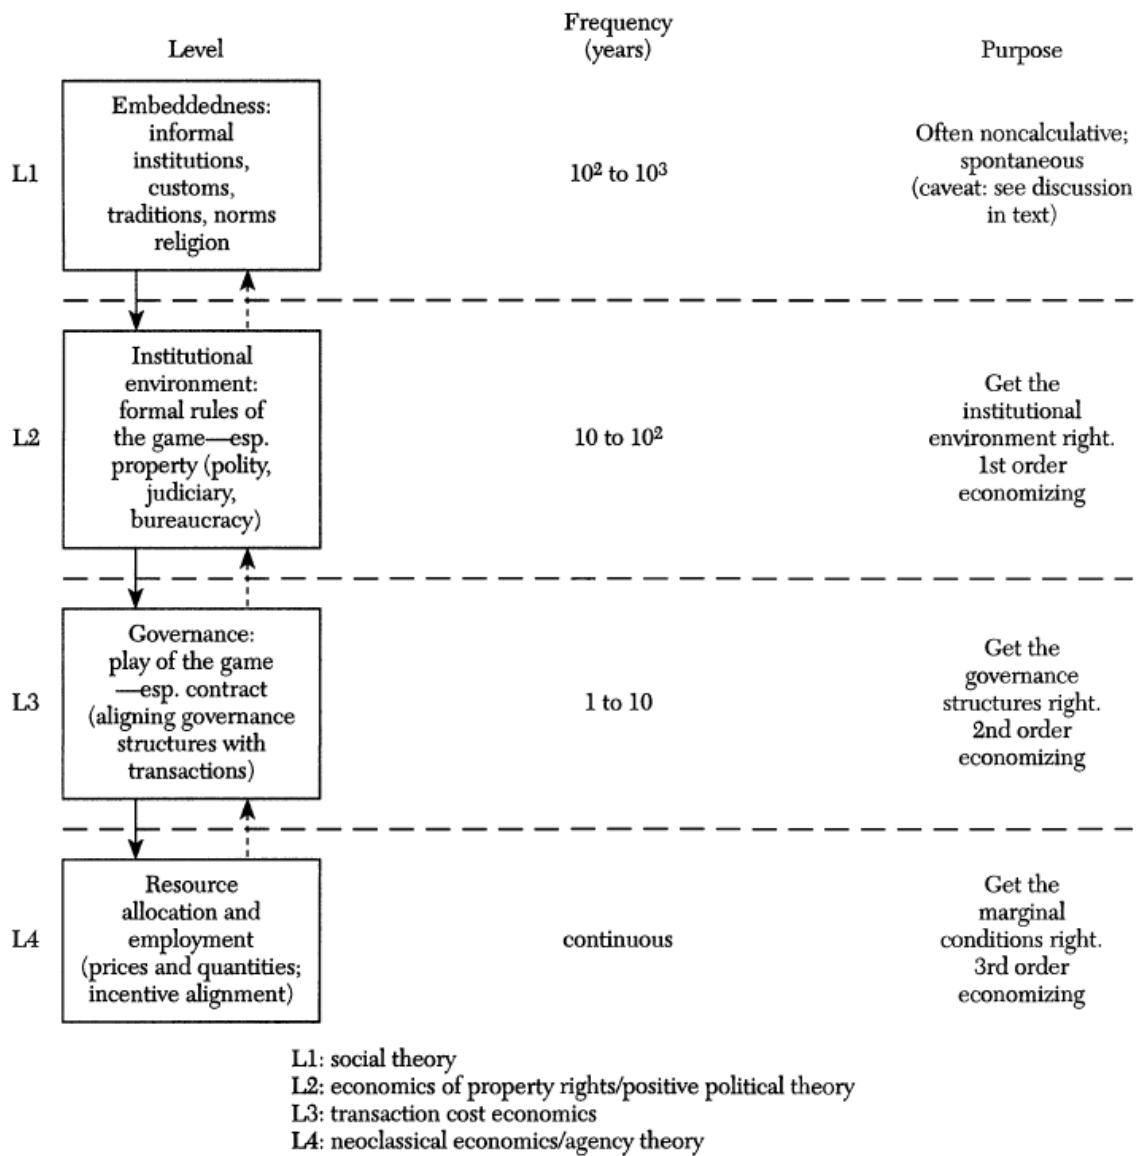 Level
Frequency
(years)
Purpose
L1
Embeddedness:
informal
institutions,
customs,
traditions, norms
religion
10² to 10³
Often noncalculative;
spontaneous
(caveat: see discussion
in text)
L2
Institutional
environment:
formal rules of
the game—esp.
property (polity,
judiciary,
bureaucracy)
10 to 10²
Get the
institutional
environment right.
1st order
economizing
L3
Governance:
play of the game
—esp. contract
(aligning governance
structures with
transactions)
1 to 10
Get the
governance
structures right.
2nd order
economizing
L4
Resource
allocation and
employment
(prices and quantities;
incentive alignment)
continuous
Get the
marginal
conditions right.
3rd order
economizing
L1: social theory
L2: economics of property rights/positive political theory
L3: transaction cost economics
L4: neoclassical economics/agency theory